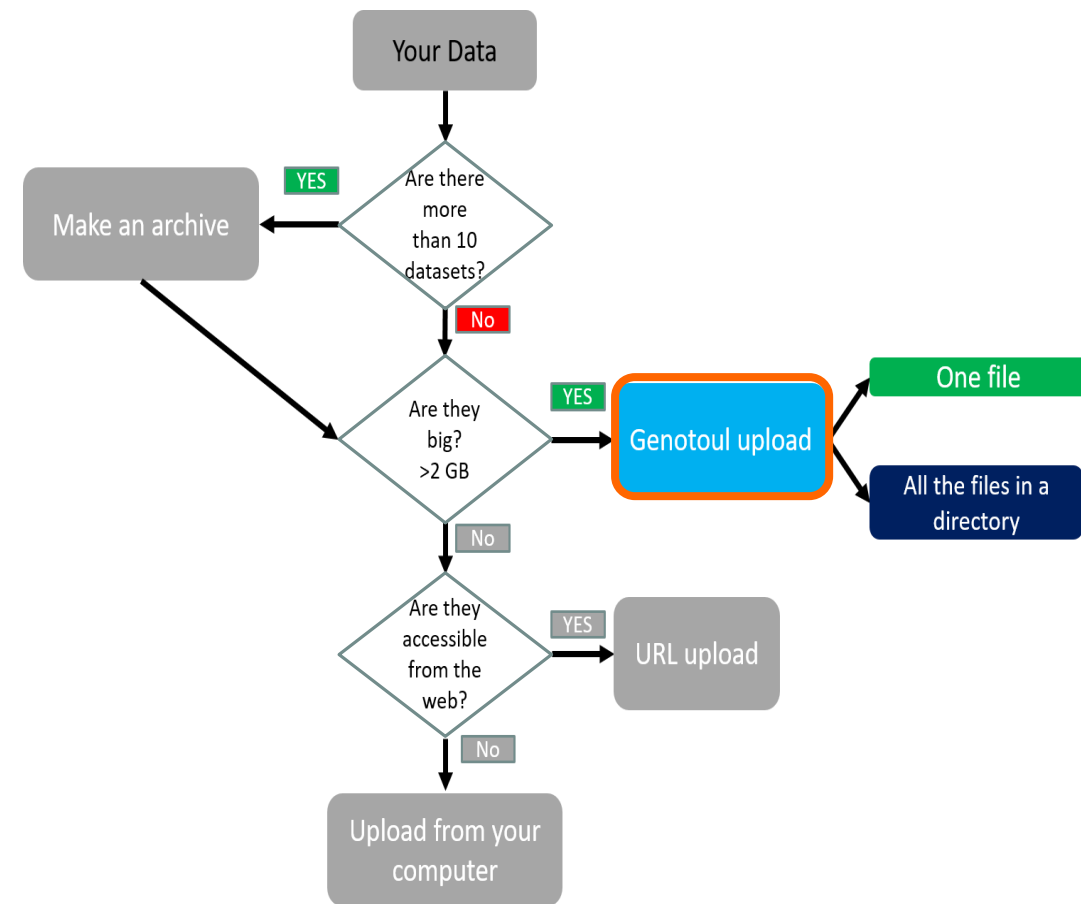 Your Data
YES
Are there
more
than 10
datasets?
Make an archive
No
Are they
big?
>2 GB
YES
Genotoul upload
One file
All the files in a
directory
No
Are they
accessible
from the
web?
YES
URL upload
No
Upload from your
computer